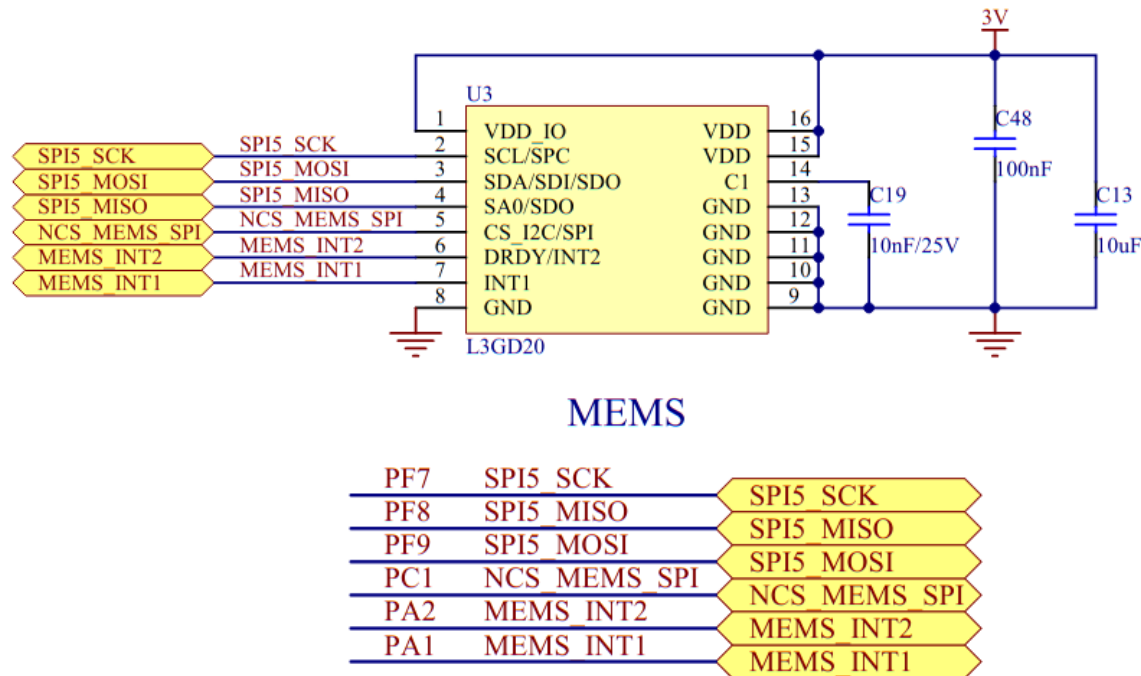 3V
U3
1 VDD_IO VDD 16
SPI5_SCK SPI5_SCK 2 SCL/SPC VDD 15
SPI5_MOSI SPI5_MOSI 3 SDA/SDI/SDO C1 14
SPI5_MISO SPI5_MISO 4 SA0/SDO GND 13
NCS_MEMS_SPI NCS_MEMS_SPI 5 CS_I2C/SPI GND 12
MEMS_INT2 MEMS_INT2 6 DRDY/INT2 GND 11
MEMS_INT1 MEMS_INT1 7 INT1 GND 10
8 GND GND 9
L3GD20
C19
10nF/25V
C48
100nF
C13
10uF
MEMS
PF7 SPI5_SCK SPI5_SCK
PF8 SPI5_MISO SPI5_MISO
PF9 SPI5_MOSI SPI5_MOSI
PC1 NCS_MEMS_SPI NCS_MEMS_SPI
PA2 MEMS_INT2 MEMS_INT2
PA1 MEMS_INT1 MEMS_INT1